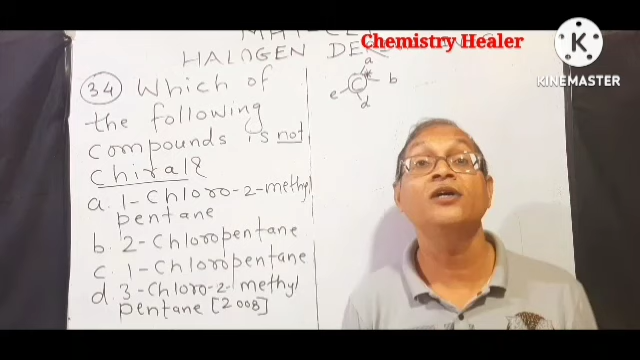 Chemistry Healer
HALOGEN
K
KINEMASTER
34 Which of
the following
compounds is not
chiral?
a. 1-Chloro-2-methyl
pentane
b. 2-Chloropentane
c. 1-Chloropentane
d. 3-Chloro-2-methyl
pentane [2008]
a
* b
C
e d